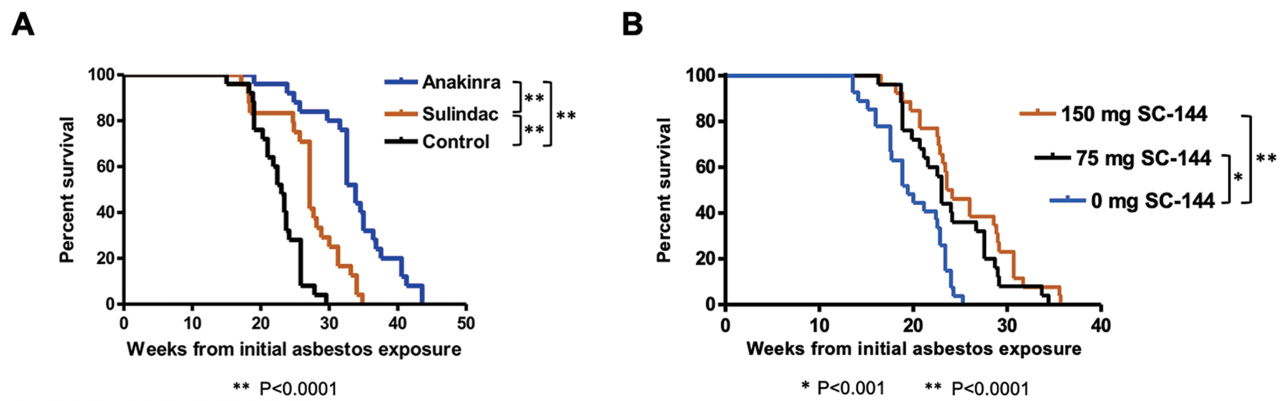 A
100
80
60
40
20
0
Percent survival
0 10 20 30 40 50
Weeks from initial asbestos exposure
Anakinra
Sulindac
Control
**
**
**
** P<0.0001
B
100
80
60
40
20
0
Percent survival
0 10 20 30 40
Weeks from initial asbestos exposure
150 mg SC-144
75 mg SC-144
0 mg SC-144
*
**
* P<0.001 ** P<0.0001